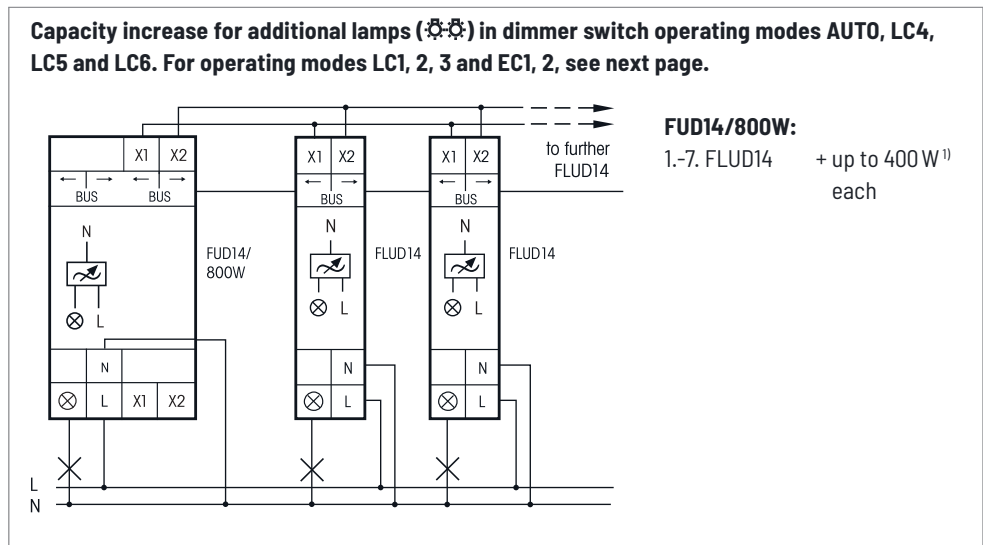 Capacity increase for additional lamps () in dimmer switch operating modes AUTO, LC4,
LC5 and LC6. For operating modes LC1, 2, 3 and EC1, 2, see next page.
FUD14/800W:
1.-7. FLUD14 + up to 400 W ¹⁾
each
to further
FLUD14
X1 X2
BUS BUS
N
L
FUD14/
800W
N
L X1 X2
X1 X2
BUS
N
L
FLUD14
N
L
X1 X2
BUS
N
L
FLUD14
N
L
L
N